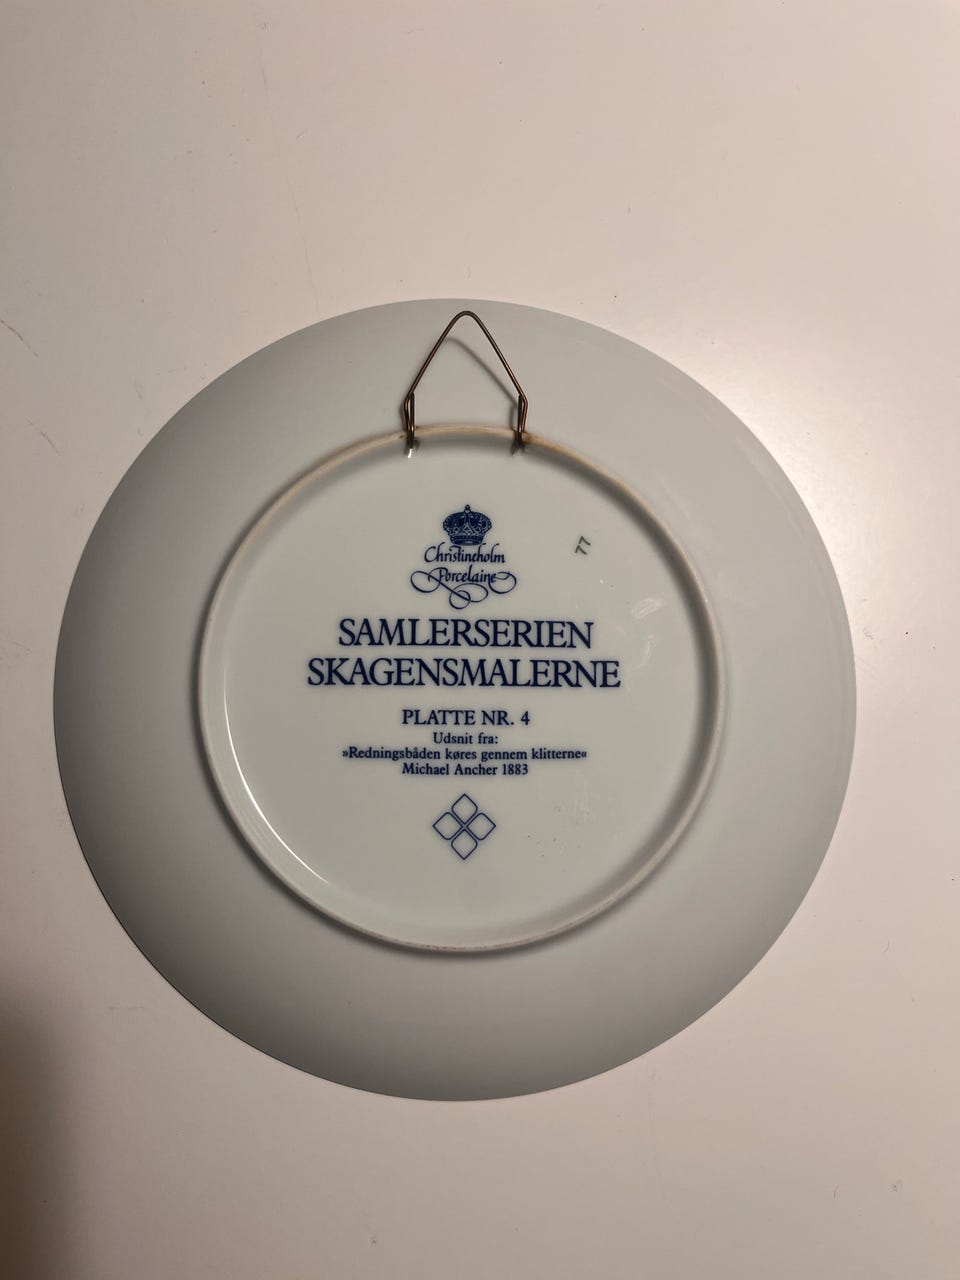 Christineholm
Porcelaine
77
SAMLERSERIEN
SKAGENSMALERNE
PLATTE NR. 4
Udsnit fra:
»Redningsbåden køres gennem klitterne«
Michael Ancher 1883